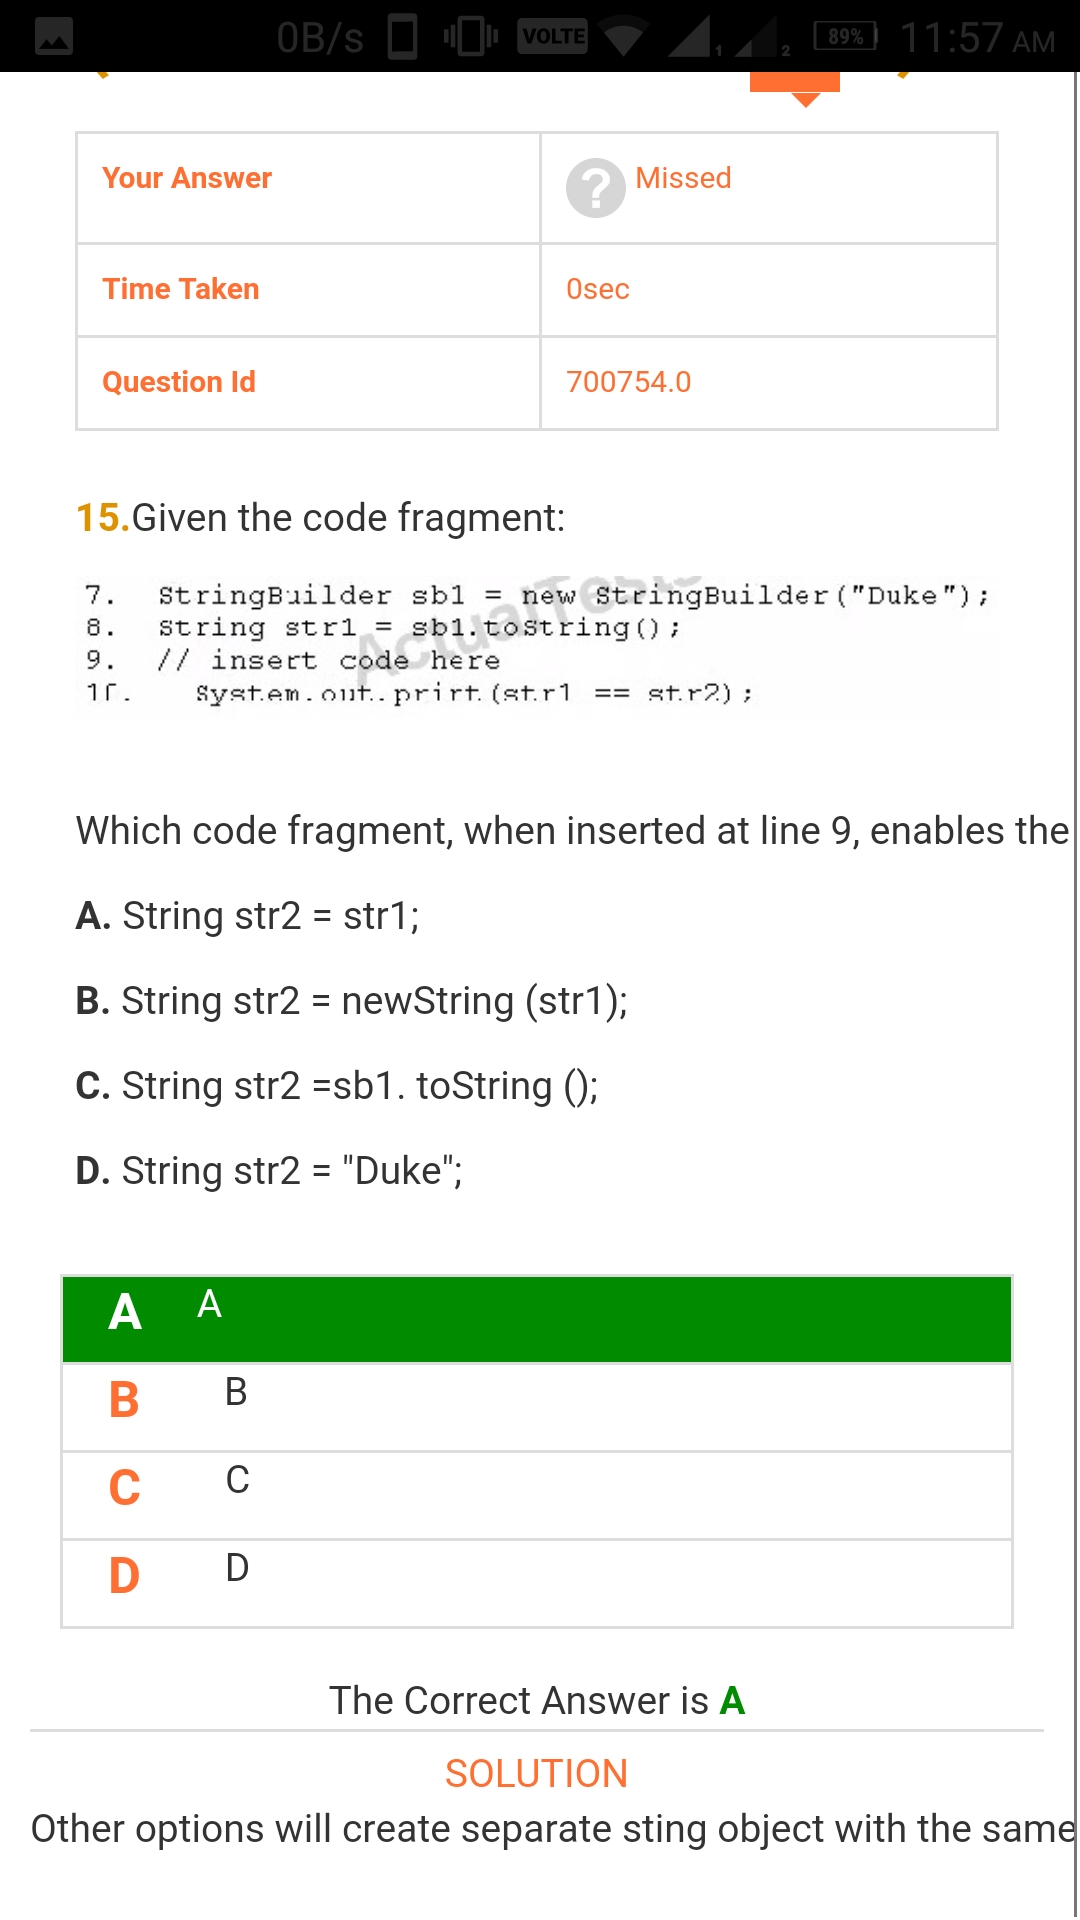 0B/s VOLTE 1 2 89% 11:57 AM
Your Answer ? Missed
Time Taken 0sec
Question Id 700754.0
15.Given the code fragment:
ActualTests
7. StringBuilder sb1 = new StringBuilder("Duke");
8. String str1 = sb1.toString();
9. // insert code here
10. System.out.print(str1 == str2);
Which code fragment, when inserted at line 9, enables the
A. String str2 = str1;
B. String str2 = newString (str1);
C. String str2 =sb1. toString ();
D. String str2 = "Duke";
A A
B B
C C
D D
The Correct Answer is A
SOLUTION
Other options will create separate sting object with the same